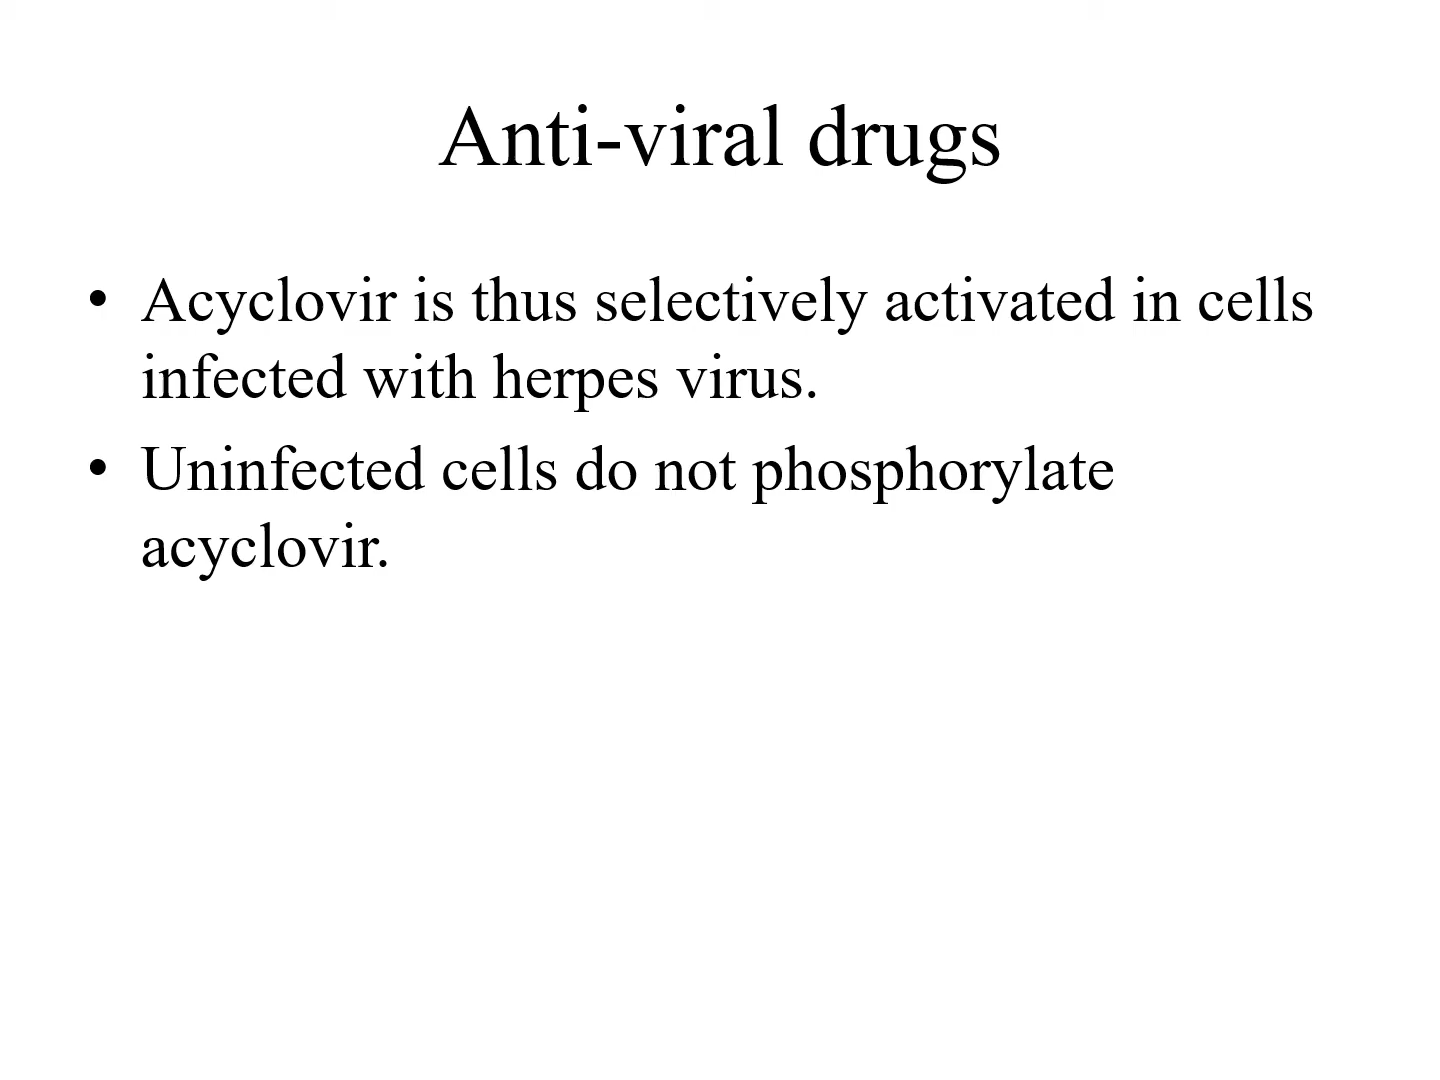 Anti-viral drugs
• Acyclovir is thus selectively activated in cells
infected with herpes virus.
• Uninfected cells do not phosphorylate
acyclovir.